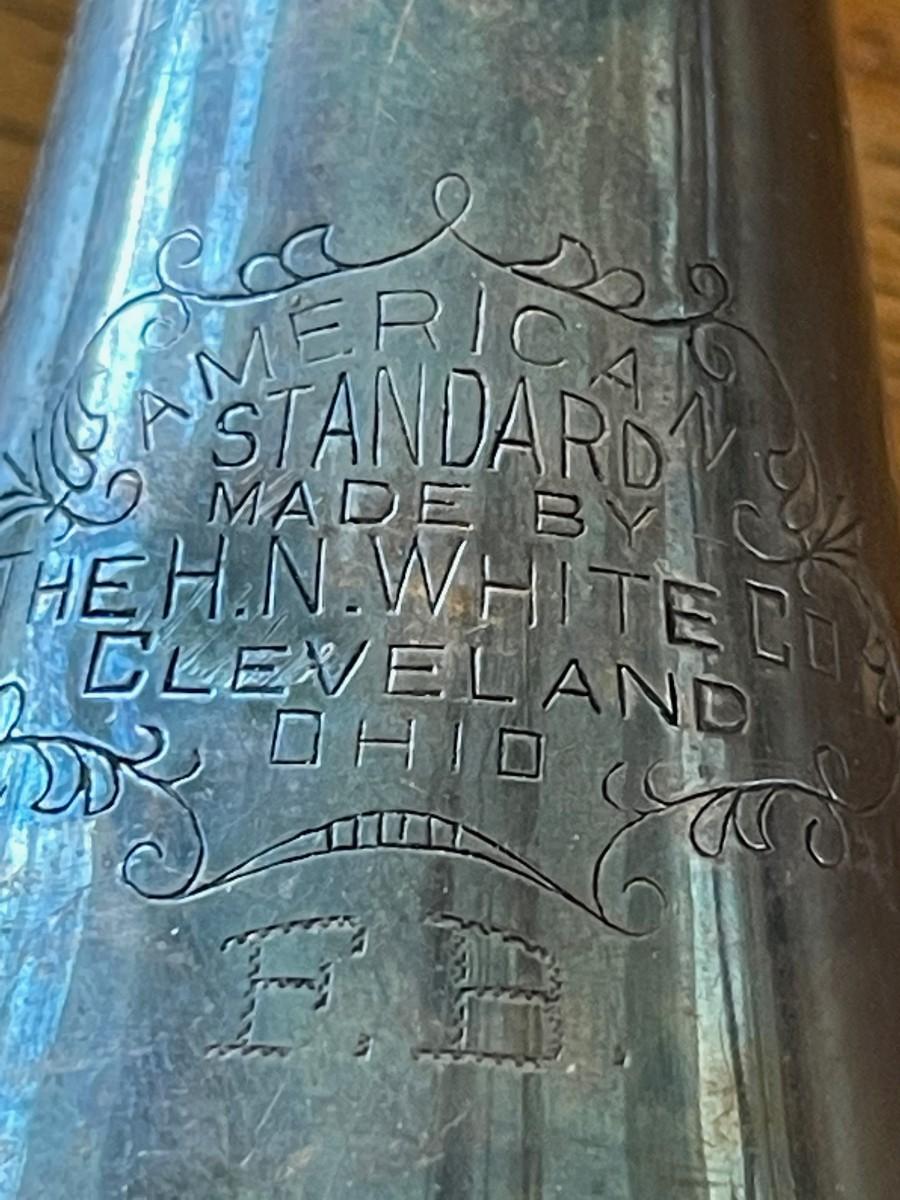 AMERICAN
STANDARD
MADE BY
THE H.N. WHITE CO.
CLEVELAND
OHIO
F. B.